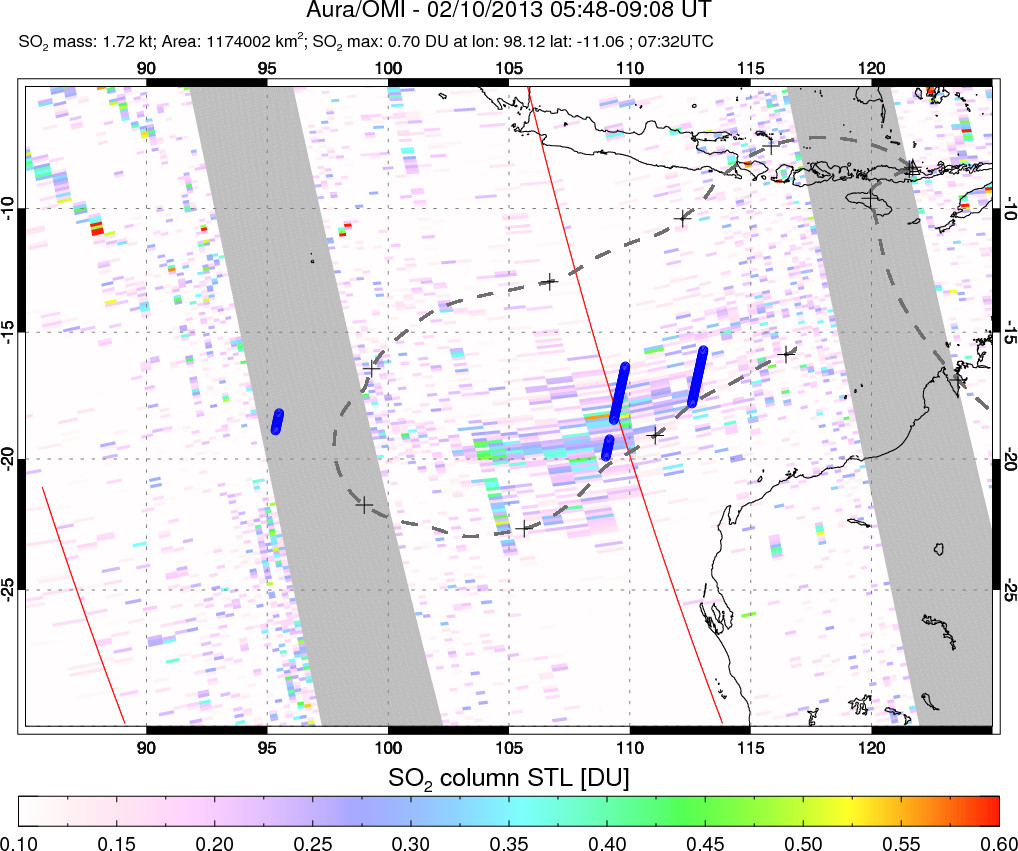 Aura/OMI - 02/10/2013 05:48-09:08 UT
SO₂ mass: 1.72 kt; Area: 1174002 km²; SO₂ max: 0.70 DU at lon: 98.12 lat: -11.06 ; 07:32UTC
90 95 100 105 110 115 120
-10 -10
-15 -15
-20 -20
-25 -25
90 95 100 105 110 115 120
SO₂ column STL [DU]
0.10 0.15 0.20 0.25 0.30 0.35 0.40 0.45 0.50 0.55 0.60